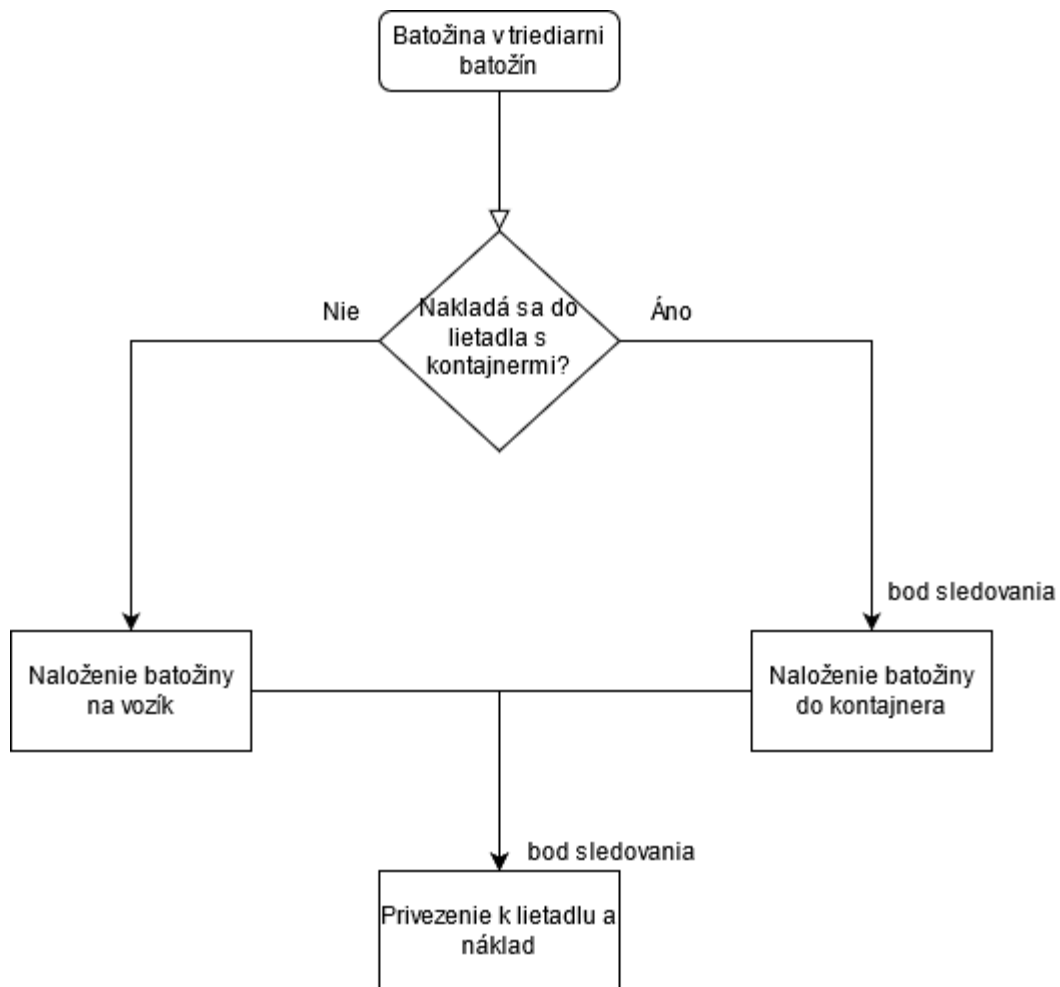 Batožina v triediarni
batožín
Nie
Nakladá sa do
lietadla s
kontajnermi?
Áno
bod sledovania
Naloženie batožiny
na vozík
Naloženie batožiny
do kontajnera
bod sledovania
Privezenie k lietadlu a
náklad